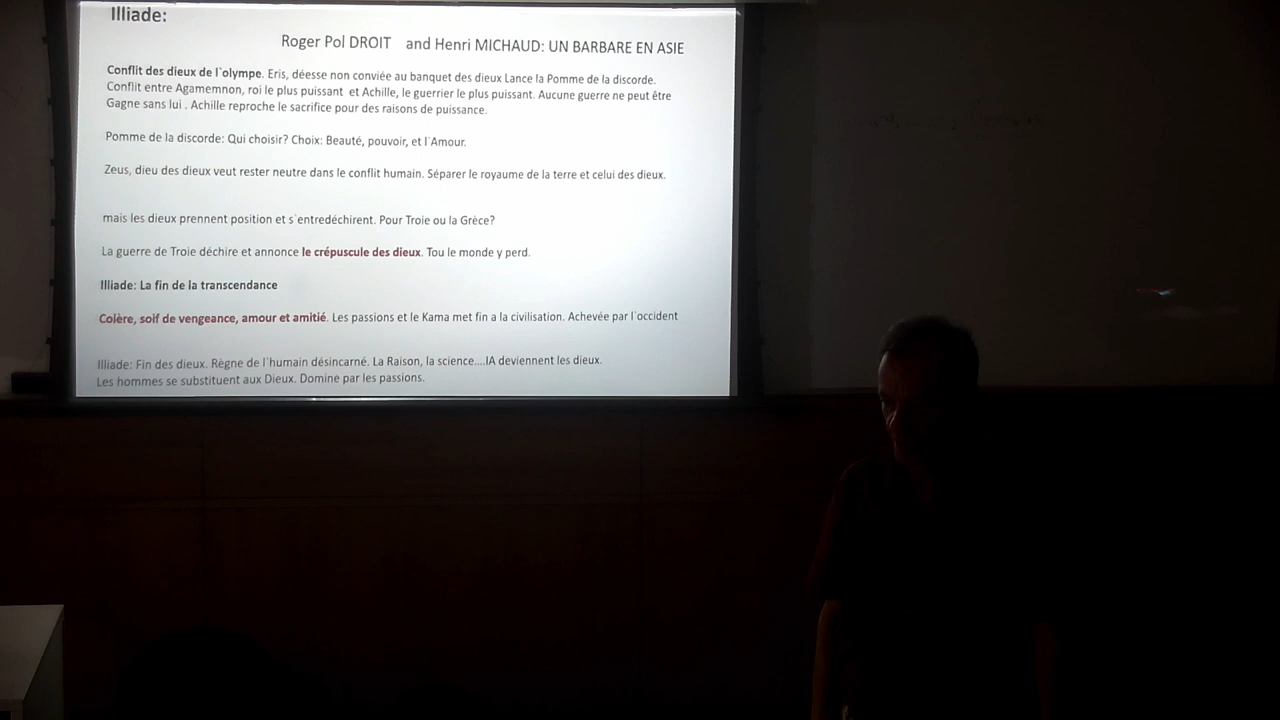 Illiade:
Roger Pol DROIT and Henri MICHAUD: UN BARBARE EN ASIE
Conflit des dieux de l`olympe. Eris, déesse non conviée au banquet des dieux Lance la Pomme de la discorde.
Conflit entre Agamemnon, roi le plus puissant et Achille, le guerrier le plus puissant. Aucune guerre ne peut être
Gagne sans lui . Achille reproche le sacrifice pour des raisons de puissance.
Pomme de la discorde: Qui choisir? Choix: Beauté, pouvoir, et l`Amour.
Zeus, dieu des dieux veut rester neutre dans le conflit humain. Séparer le royaume de la terre et celui des dieux.
mais les dieux prennent position et s`entredéchirent. Pour Troie ou la Grèce?
La guerre de Troie déchire et annonce le crépuscule des dieux. Tou le monde y perd.
Illiade: La fin de la transcendance
Colère, soif de vengeance, amour et amitié. Les passions et le Kama met fin a la civilisation. Achevée par l`occident
Illiade: Fin des dieux. Règne de l`humain désincarné. La Raison, la science....IA deviennent les dieux.
Les hommes se substituent aux Dieux. Domine par les passions.